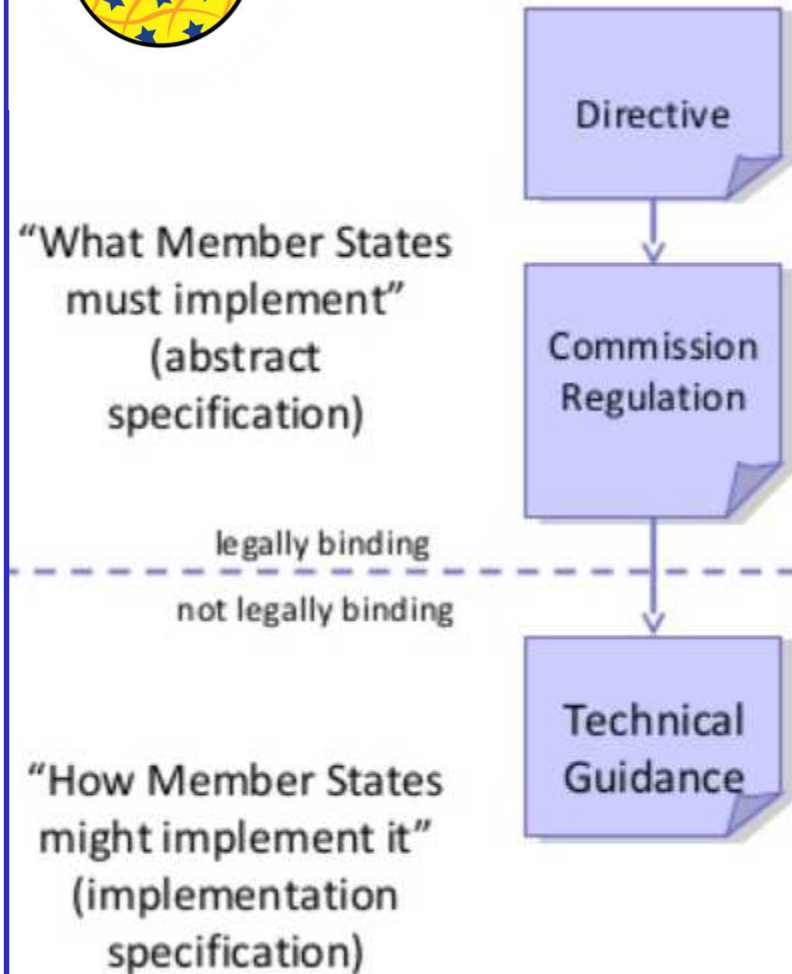 Directive
“What Member States
must implement”
(abstract
specification)
Commission
Regulation
legally binding
not legally binding
Technical
Guidance
“How Member States
might implement it”
(implementation
specification)